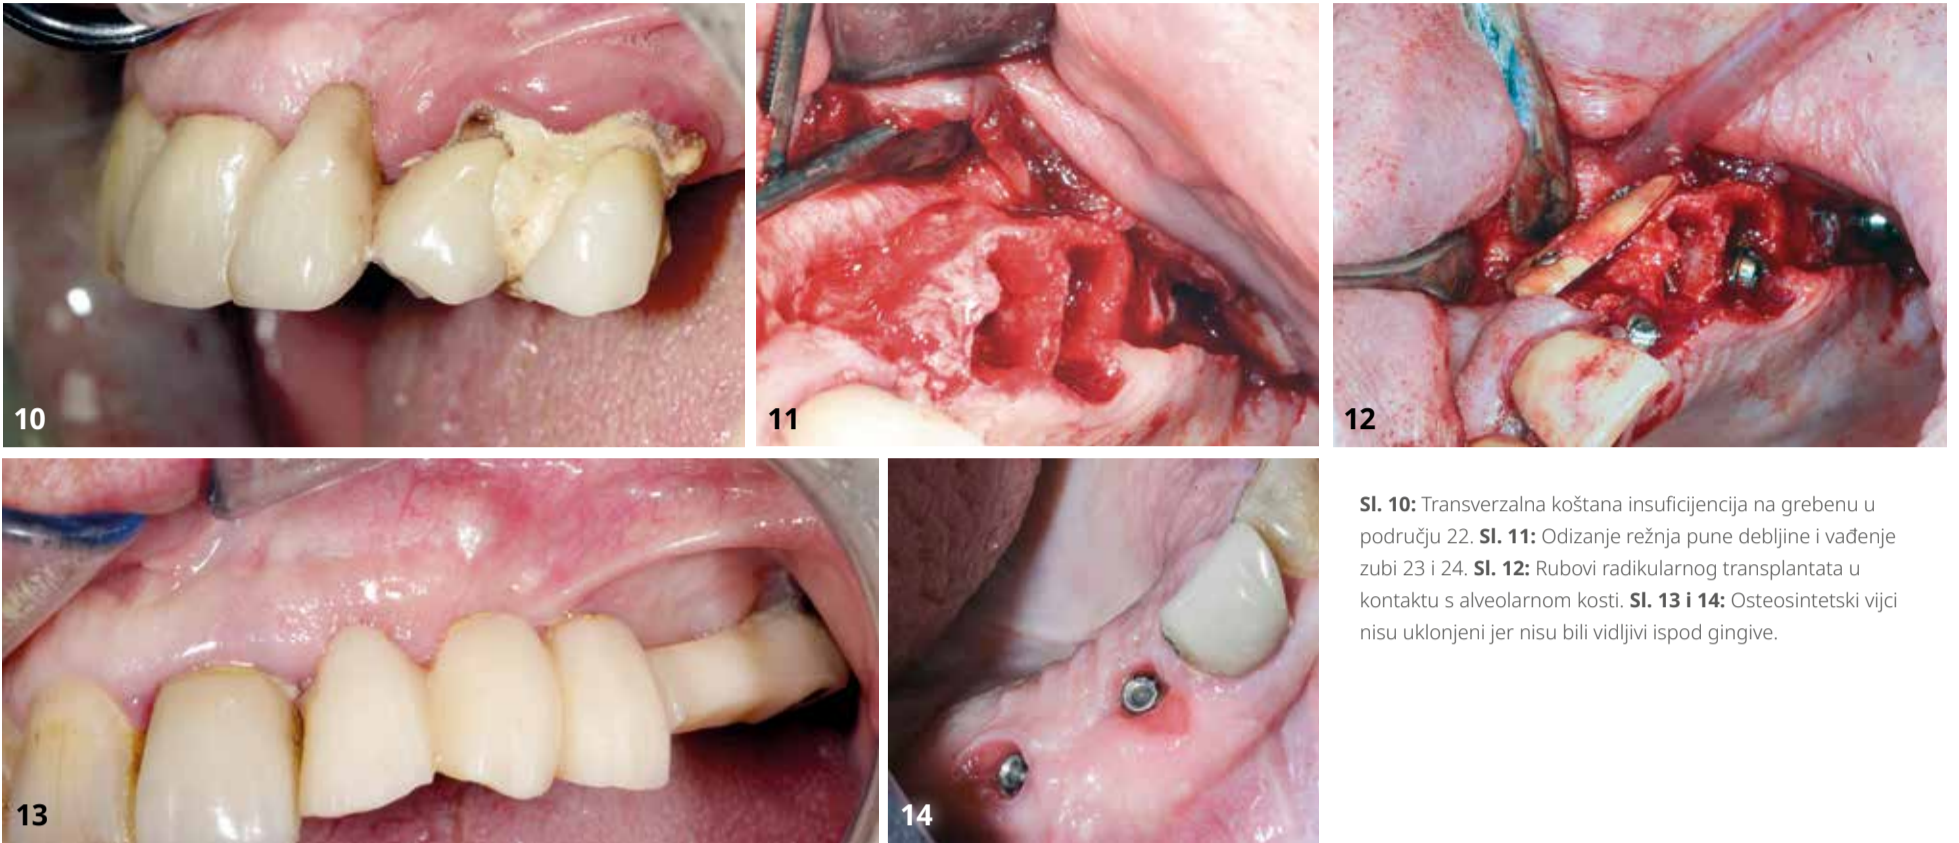 10
11
12
13
14
Sl. 10: Transverzalna koštana insuficijencija na grebenu u
području 22. Sl. 11: Odizanje režnja pune debljine i vađenje
zubi 23 i 24. Sl. 12: Rubovi radikularnog transplantata u
kontaktu s alveolarnom kosti. Sl. 13 i 14: Osteosintetski vijci
nisu uklonjeni jer nisu bili vidljivi ispod gingive.